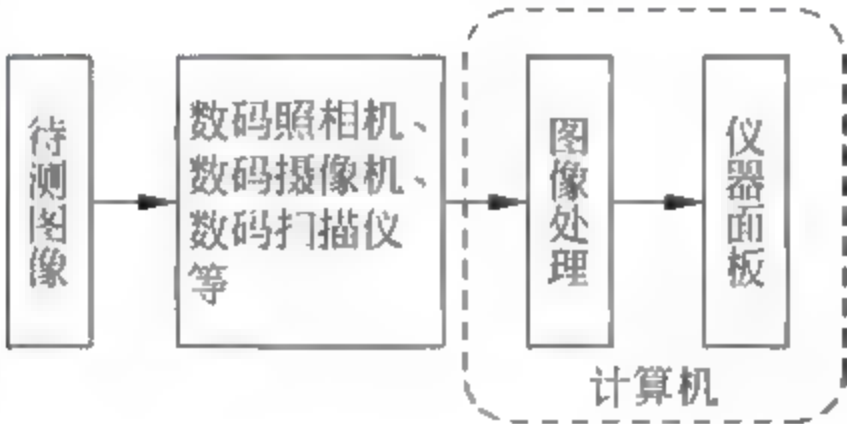 待测图像
数码照相机、
数码摄像机、
数码扫描仪
等
图像处理
仪器面板
计算机